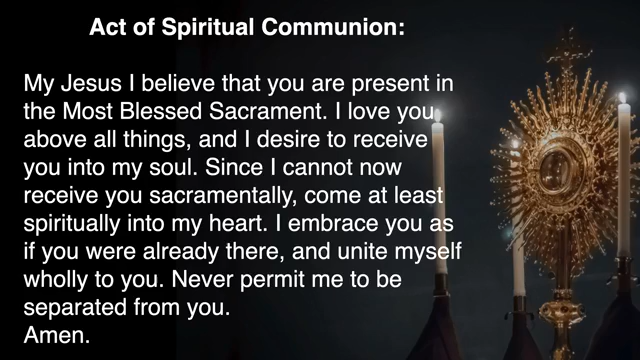 Act of Spiritual Communion:
My Jesus I believe that you are present in
the Most Blessed Sacrament. I love you
above all things, and I desire to receive
you into my soul. Since I cannot now
receive you sacramentally, come at least
spiritually into my heart. I embrace you as
if you were already there, and unite myself
wholly to you. Never permit me to be
separated from you.
Amen.